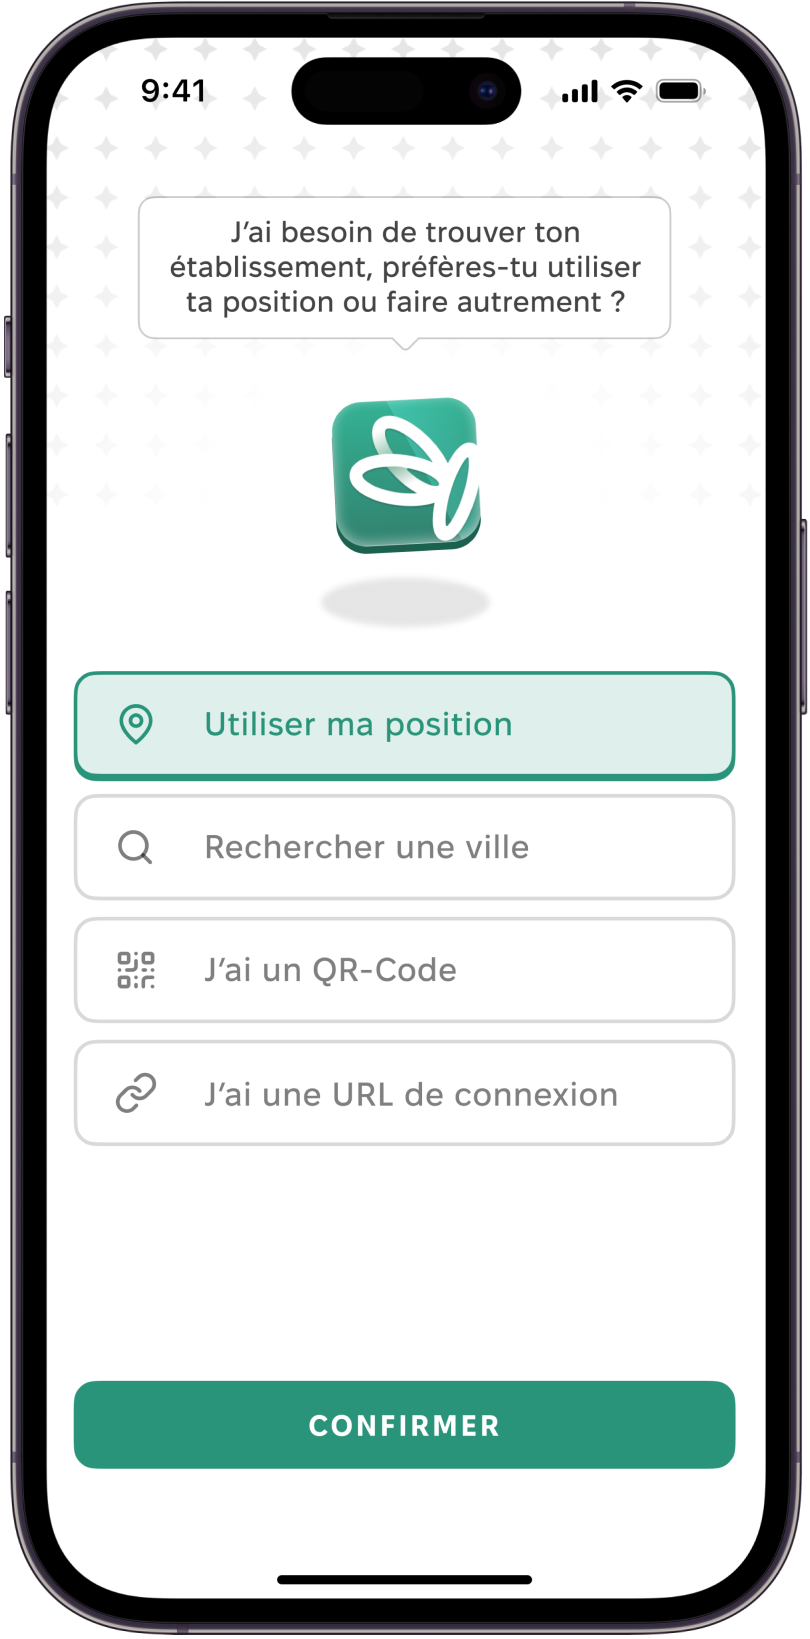 9:41
J'ai besoin de trouver ton
établissement, préfères-tu utiliser
ta position ou faire autrement ?
Utiliser ma position
Rechercher une ville
J'ai un QR-Code
J'ai une URL de connexion
CONFIRMER